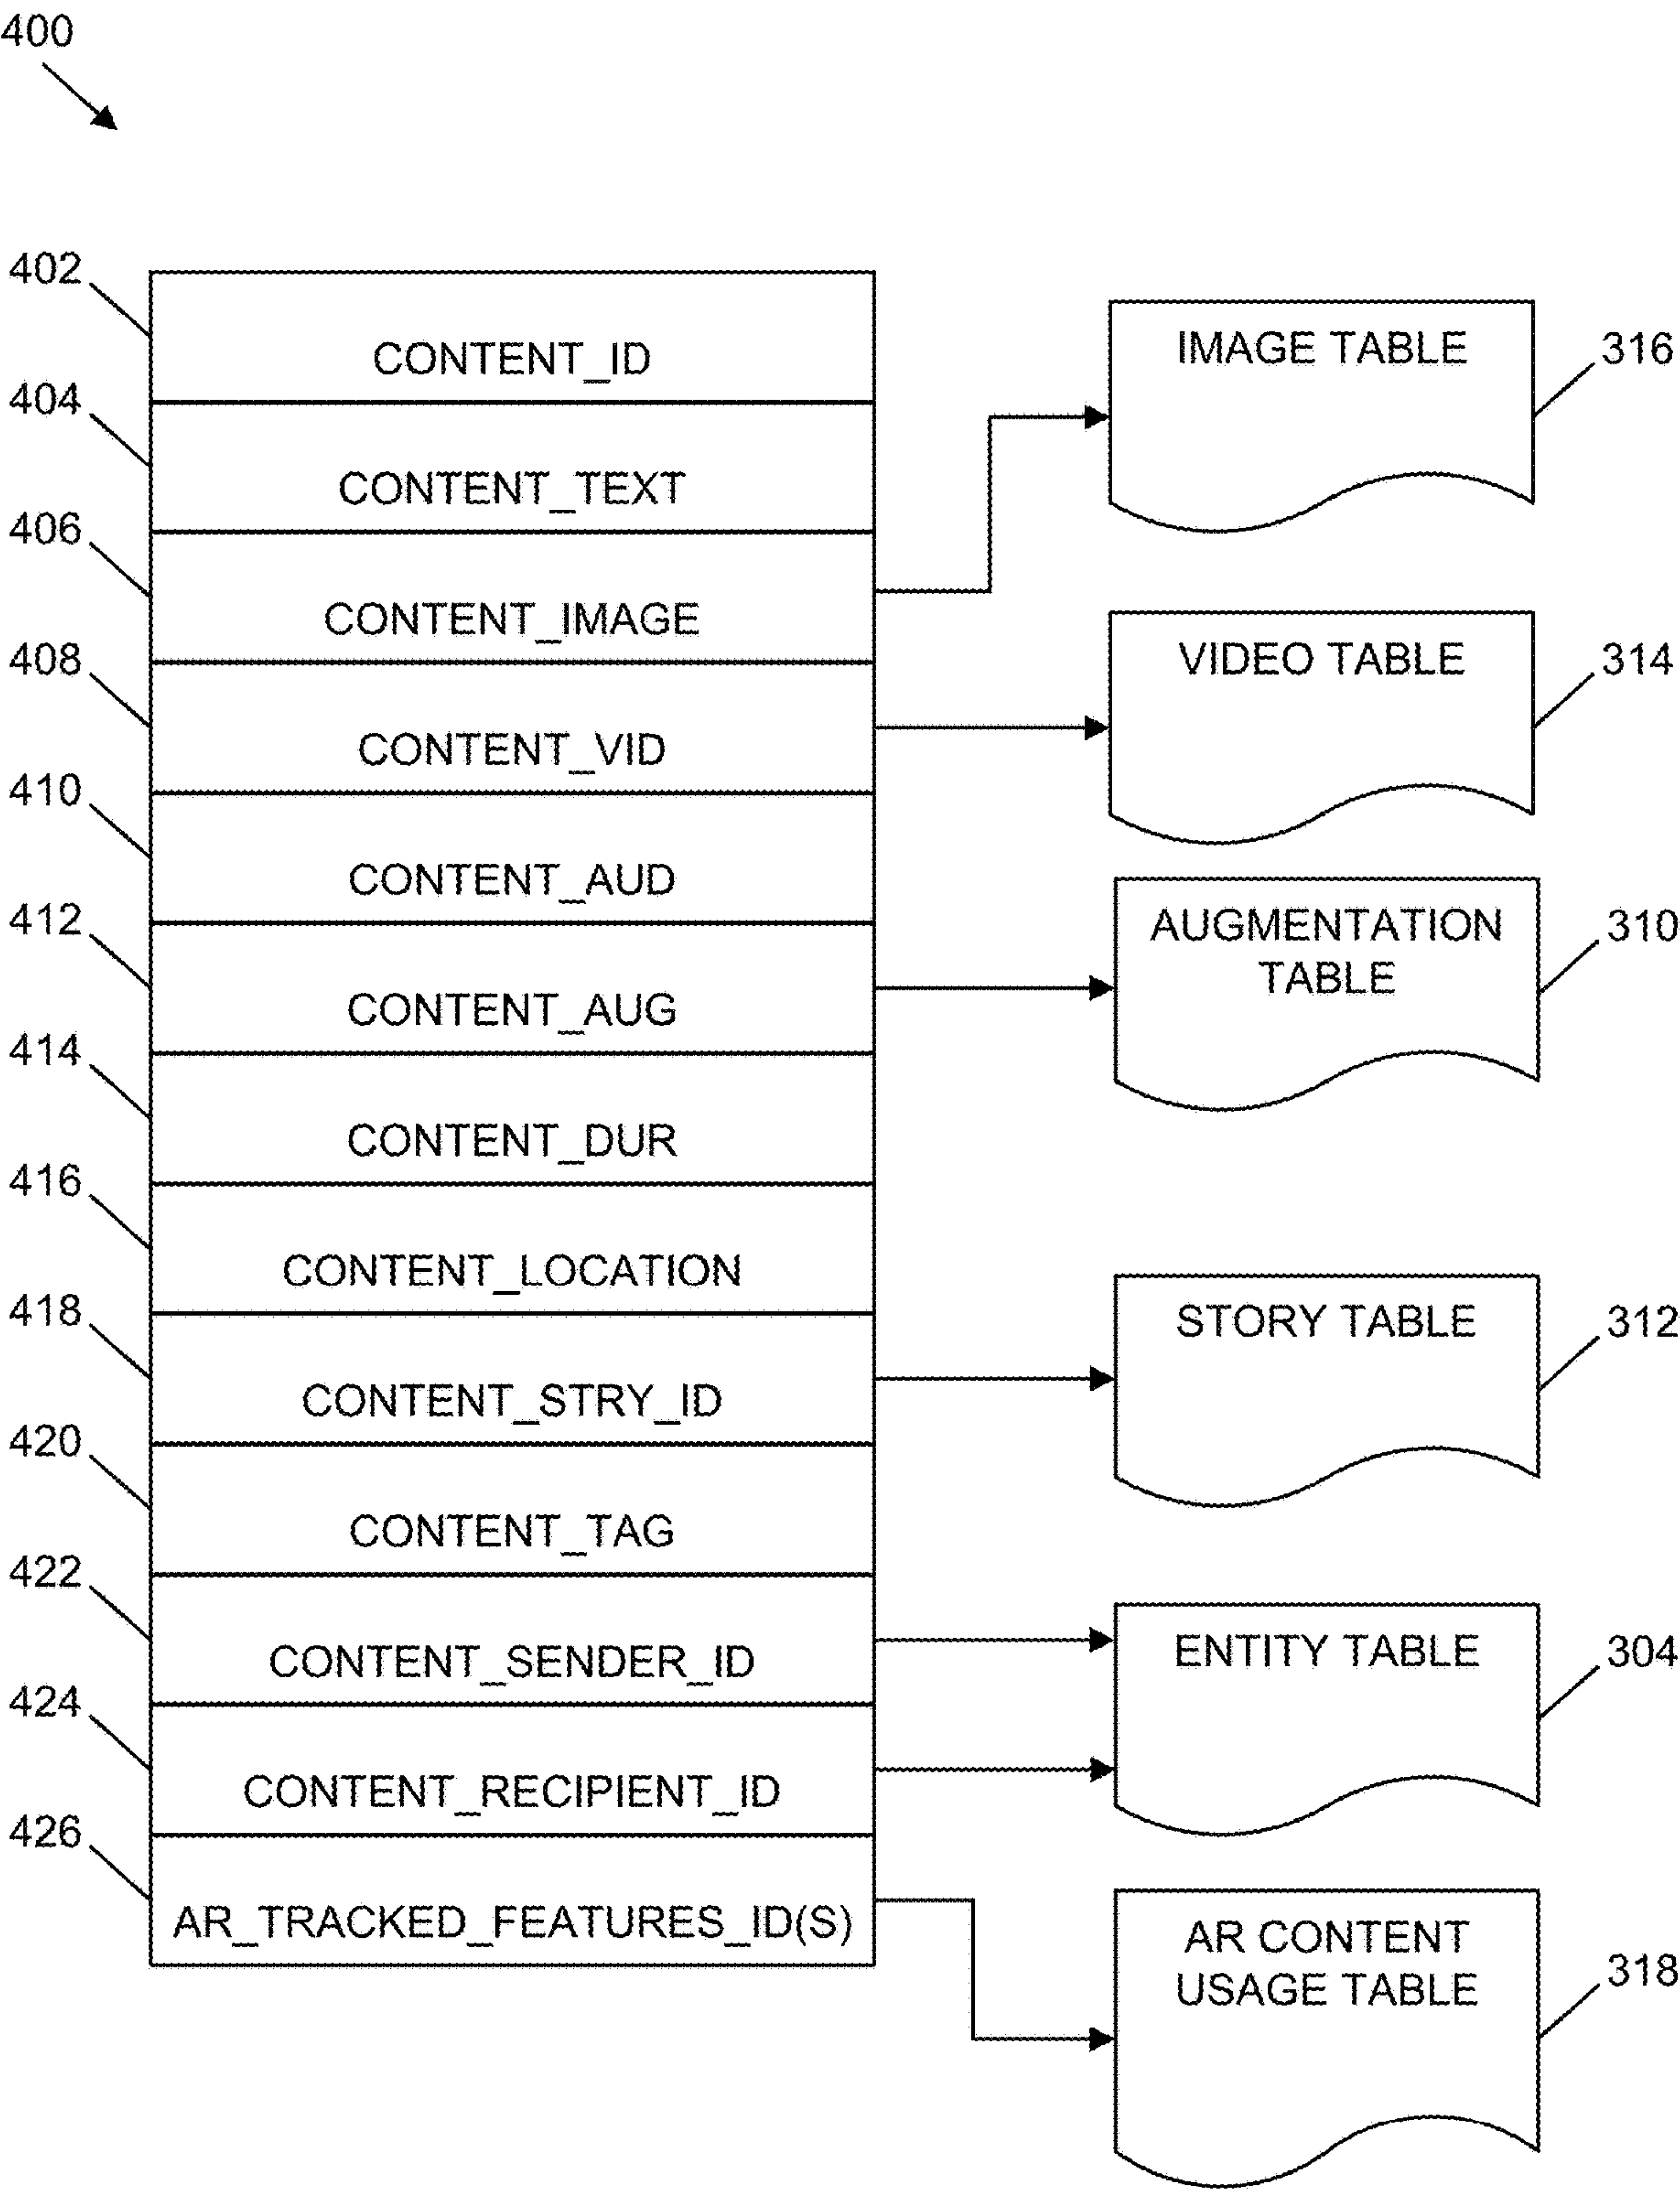 400
402
CONTENT_ID
404
CONTENT_TEXT
406
CONTENT_IMAGE
408
CONTENT_VID
410
CONTENT_AUD
412
CONTENT_AUG
414
CONTENT_DUR
416
CONTENT_LOCATION
418
CONTENT_STRY_ID
420
CONTENT_TAG
422
CONTENT_SENDER_ID
424
CONTENT_RECIPIENT_ID
426
AR_TRACKED_FEATURES_ID(S)
IMAGE TABLE
316
VIDEO TABLE
314
AUGMENTATION
TABLE
310
STORY TABLE
312
ENTITY TABLE
304
AR CONTENT
USAGE TABLE
318